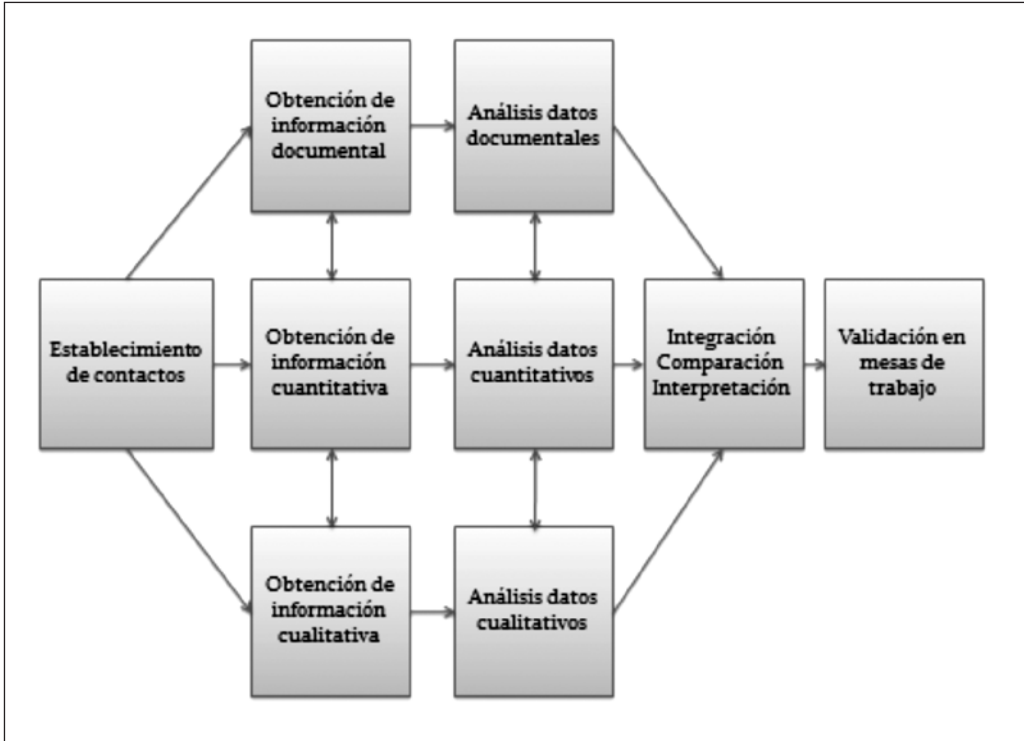 Obtención de
información
documental
Análisis datos
documentales
Establecimiento
de contactos
Obtención de
información
cuantitativa
Análisis datos
cuantitativos
Integración
Comparación
Interpretación
Validación en
mesas de
trabajo
Obtención de
información
cualitativa
Análisis datos
cualitativos